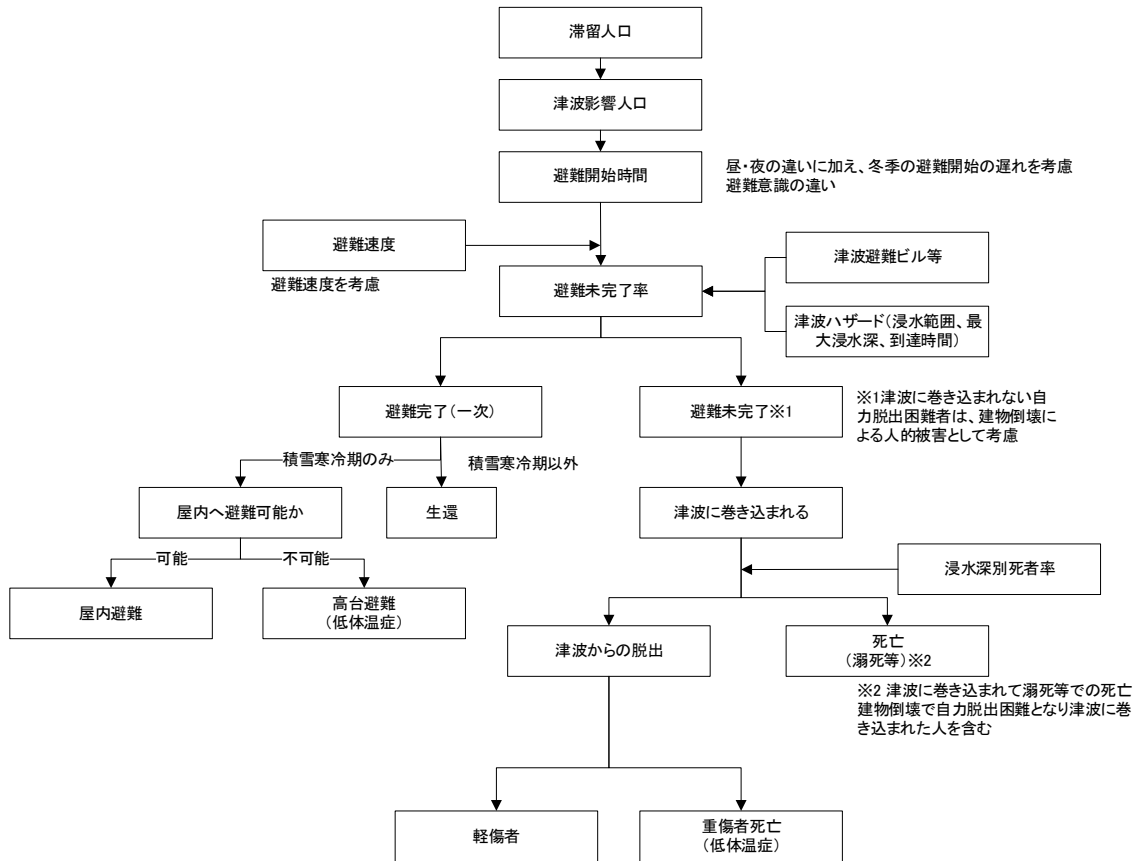 滞留人口
津波影響人口
避難開始時間
昼・夜の違いに加え、冬季の避難開始の遅れを考慮
避難意識の違い
避難速度
避難速度を考慮
津波避難ビル等
避難未完了率
津波ハザード(浸水範囲、最
大浸水深、到達時間)
避難完了(一次)
避難未完了※1
※1津波に巻き込まれない自
力脱出困難者は、建物倒壊に
よる人的被害として考慮
積雪寒冷期のみ
積雪寒冷期以外
屋内へ避難可能か
生還
津波に巻き込まれる
可能
不可能
浸水深別死者率
屋内避難
高台避難
(低体温症)
津波からの脱出
死亡
(溺死等)※2
※2 津波に巻き込まれて溺死等での死亡
建物倒壊で自力脱出困難となり津波に巻
き込まれた人を含む
軽傷者
重傷者死亡
(低体温症)